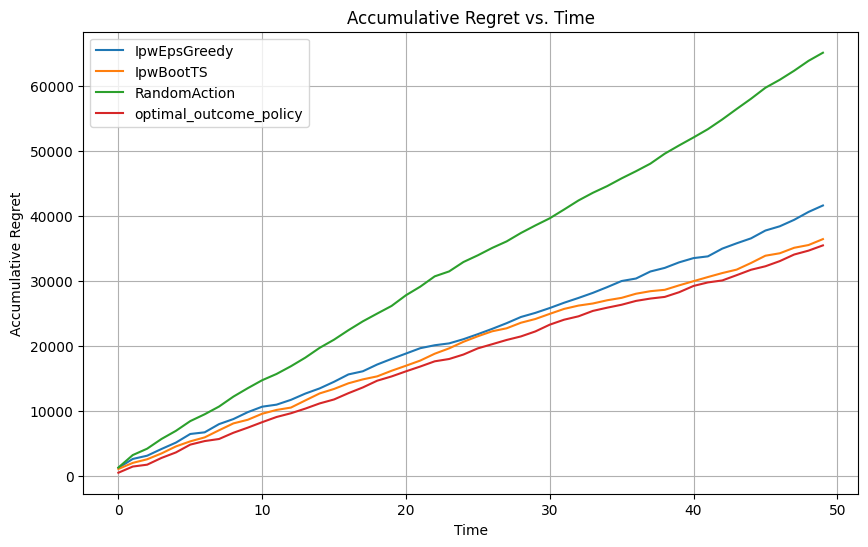 Accumulative Regret vs. Time
IpwEpsGreedy
IpwBootTS
RandomAction
optimal_outcome_policy
Accumulative Regret
60000
50000
40000
30000
20000
10000
0
0 10 20 30 40 50
Time